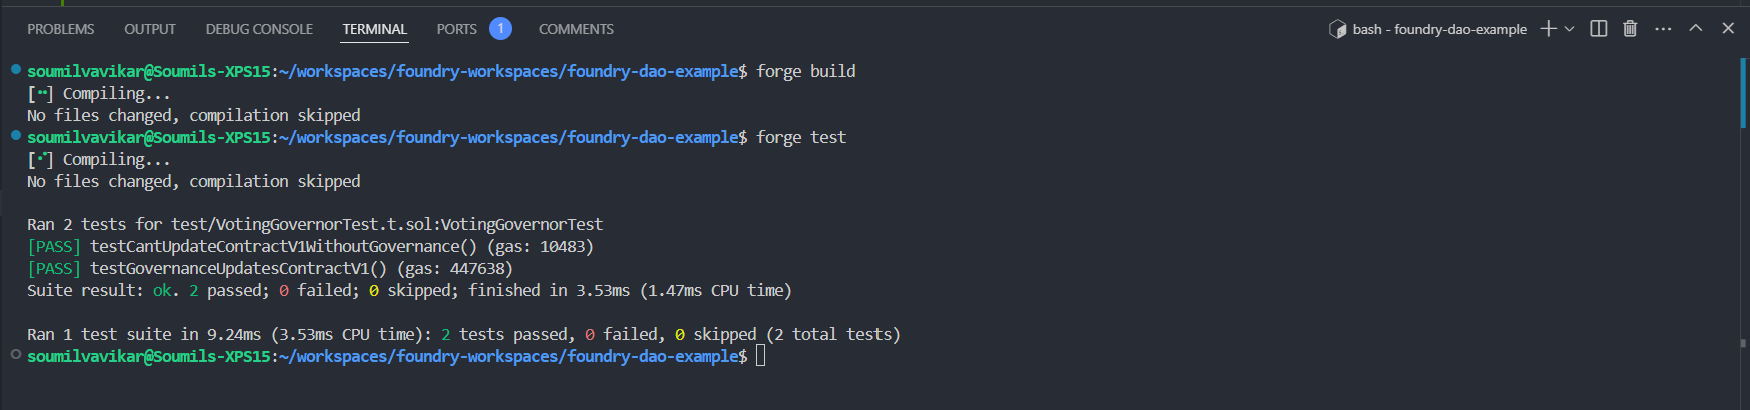 PROBLEMS OUTPUT DEBUG CONSOLE TERMINAL PORTS 1 COMMENTS bash - foundry-dao-example
soumilvavikar@Soumils-XPS15:~/workspaces/foundry-workspaces/foundry-dao-example$ forge build
[⠒] Compiling...
No files changed, compilation skipped
soumilvavikar@Soumils-XPS15:~/workspaces/foundry-workspaces/foundry-dao-example$ forge test
[⠊] Compiling...
No files changed, compilation skipped
Ran 2 tests for test/VotingGovernorTest.t.sol:VotingGovernorTest
[PASS] testCantUpdateContractV1WithoutGovernance() (gas: 10483)
[PASS] testGovernanceUpdatesContractV1() (gas: 447638)
Suite result: ok. 2 passed; 0 failed; 0 skipped; finished in 3.53ms (1.47ms CPU time)
Ran 1 test suite in 9.24ms (3.53ms CPU time): 2 tests passed, 0 failed, 0 skipped (2 total tests)
soumilvavikar@Soumils-XPS15:~/workspaces/foundry-workspaces/foundry-dao-example$